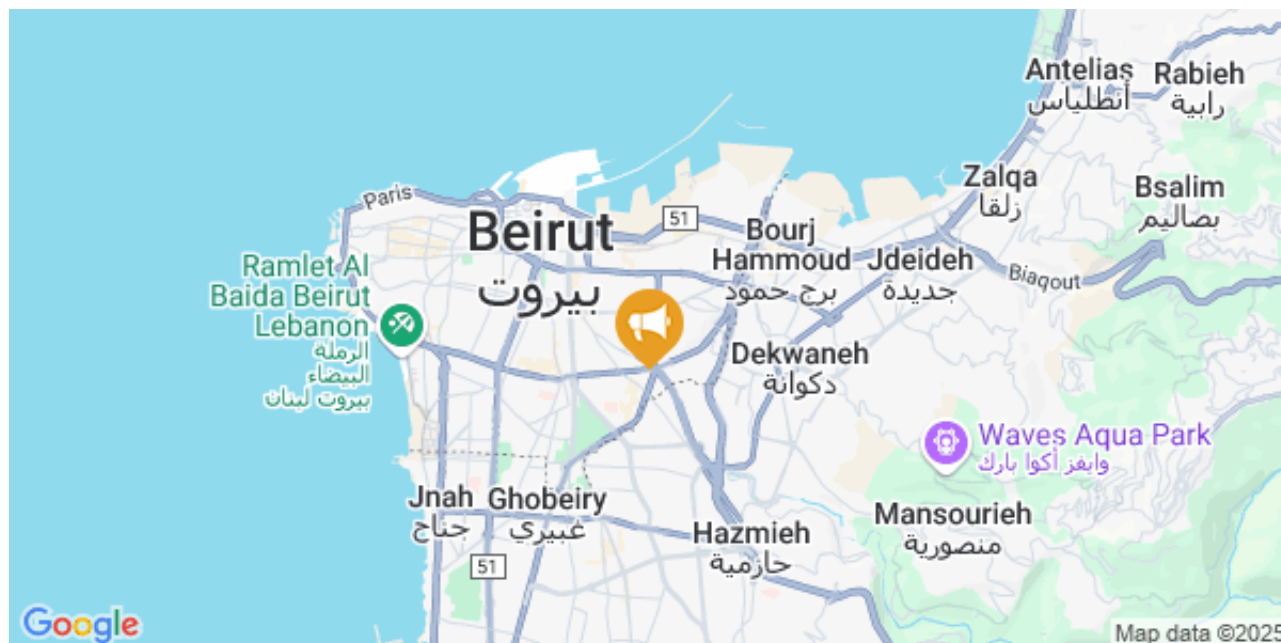 Antelias
أنطلياس
Rabieh
رابية
Zalqa
زلقا
Bsalim
بصاليم
Paris
51
Beirut
بيروت
Bourj
Hammoud
برج حمود
Jdeideh
جديدة
Biaqout
Ramlet Al
Baida Beirut
Lebanon
الرملة
البيضاء
بيروت لبنان
Dekwaneh
دكوانة
Waves Aqua Park
وايفز أكوا بارك
Jnah
جناح
Ghobeiry
غبيري
Mansourieh
منصورية
Hazmieh
حازمية
51
Google
Map data ©2025